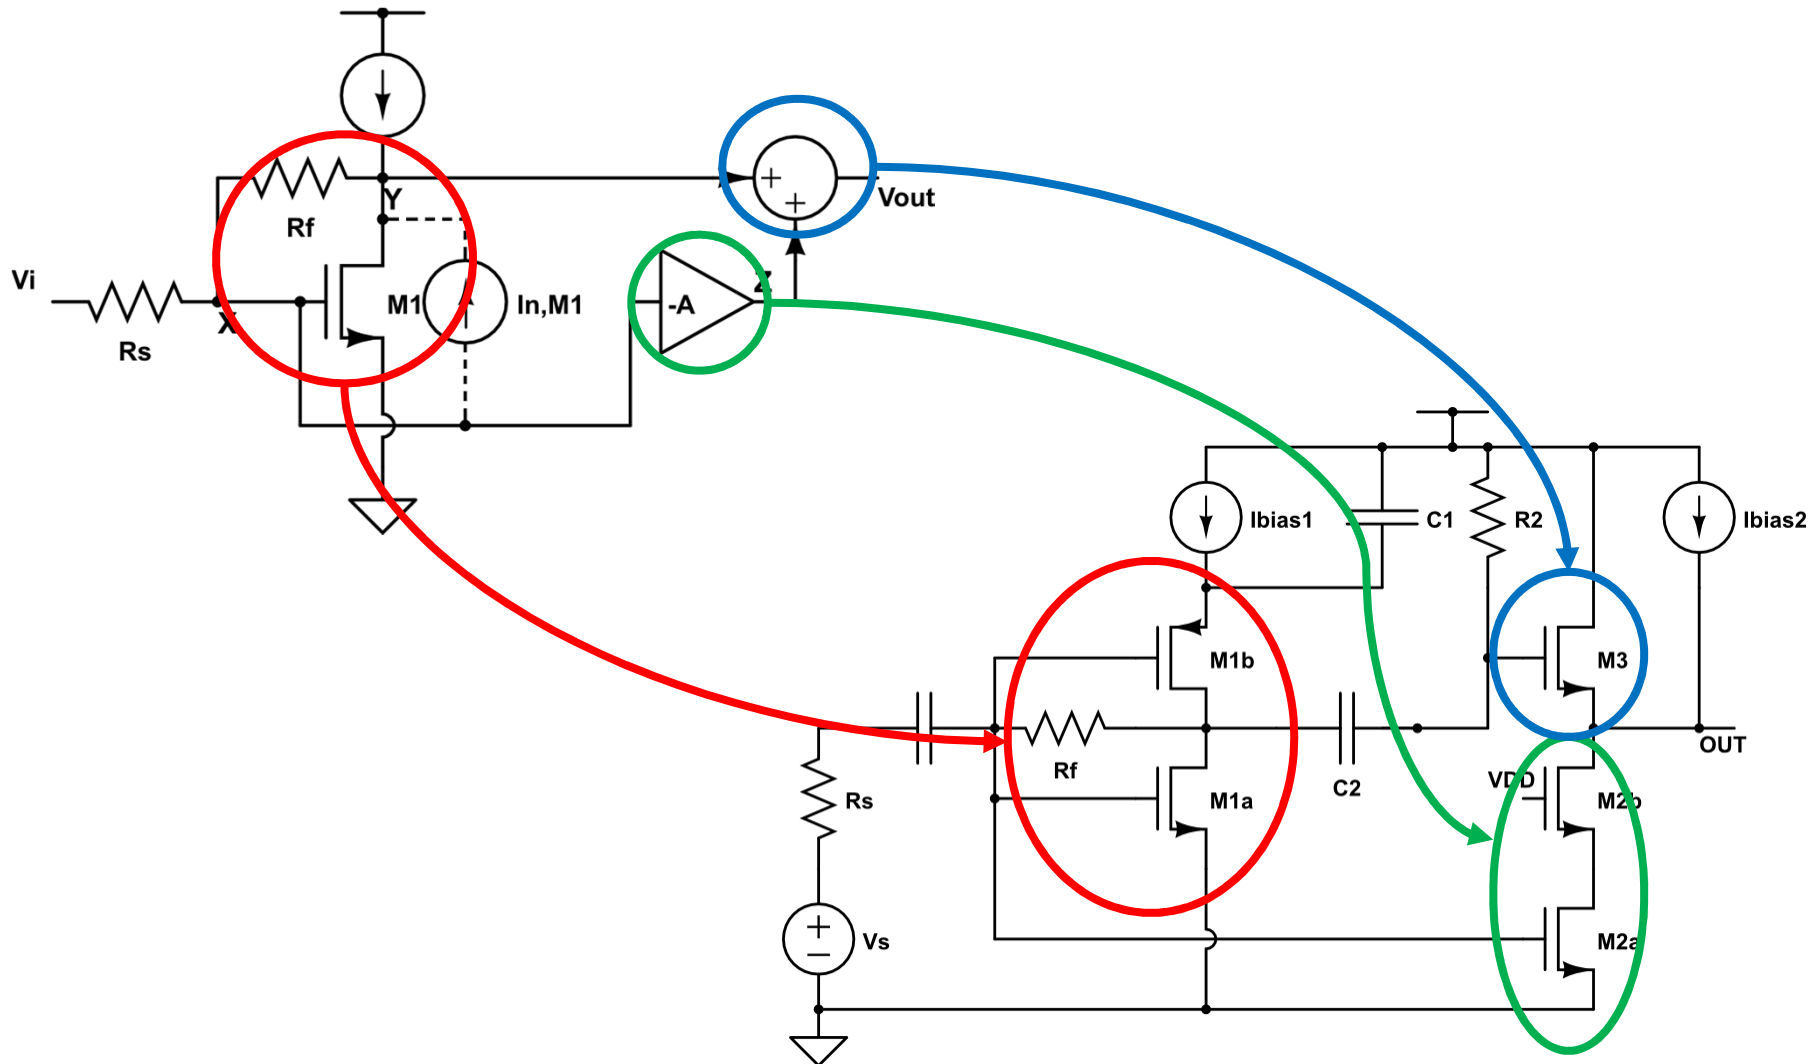 Vi
Rs
X
Rf
Y
M1
In,M1
-A
Z
+
+
Vout
Ibias1
C1
R2
Ibias2
M1b
M3
Rf
C2
OUT
Rs
M1a
VDD
M2b
+
−
Vs
M2a